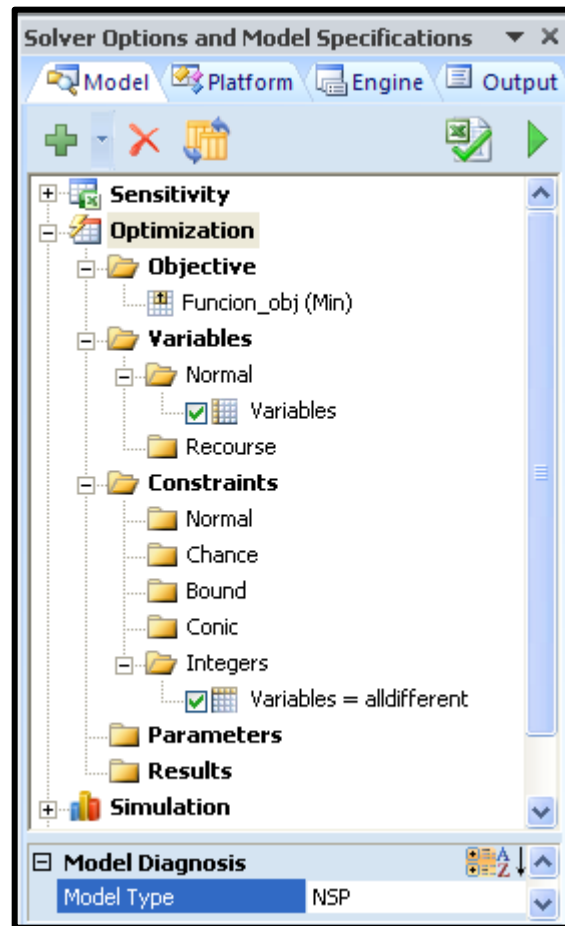 Solver Options and Model Specifications
Model Platform Engine Output
Sensitivity
Optimization
Objective
Funcion_obj (Min)
Variables
Normal
Variables
Recourse
Constraints
Normal
Chance
Bound
Conic
Integers
Variables = alldifferent
Parameters
Results
Simulation
Model Diagnosis
Model Type NSP